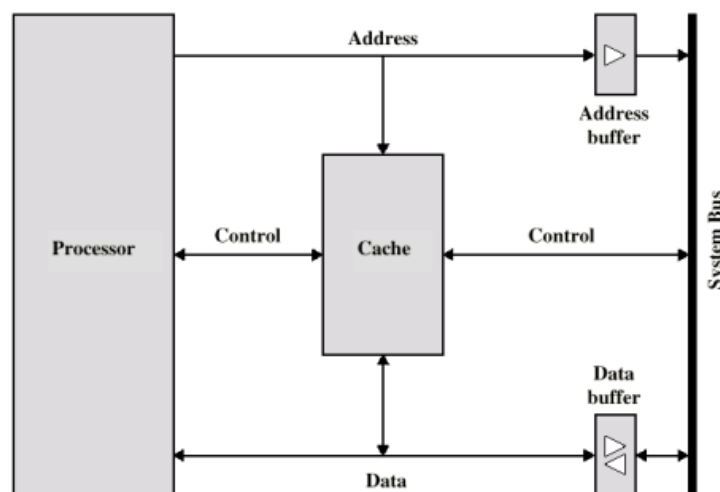 Address
Address
buffer
Processor
Control
Cache
Control
System Bus
Data
buffer
Data